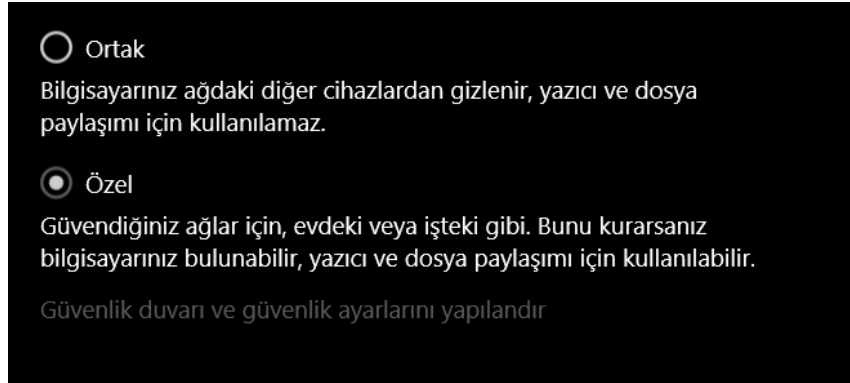 Ortak
Bilgisayarınız ağdaki diğer cihazlardan gizlenir, yazıcı ve dosya
paylaşımı için kullanılamaz.
Özel
Güvendiğiniz ağlar için, evdeki veya işteki gibi. Bunu kurarsanız
bilgisayarınız bulunabilir, yazıcı ve dosya paylaşımı için kullanılabilir.
Güvenlik duvarı ve güvenlik ayarlarını yapılandır